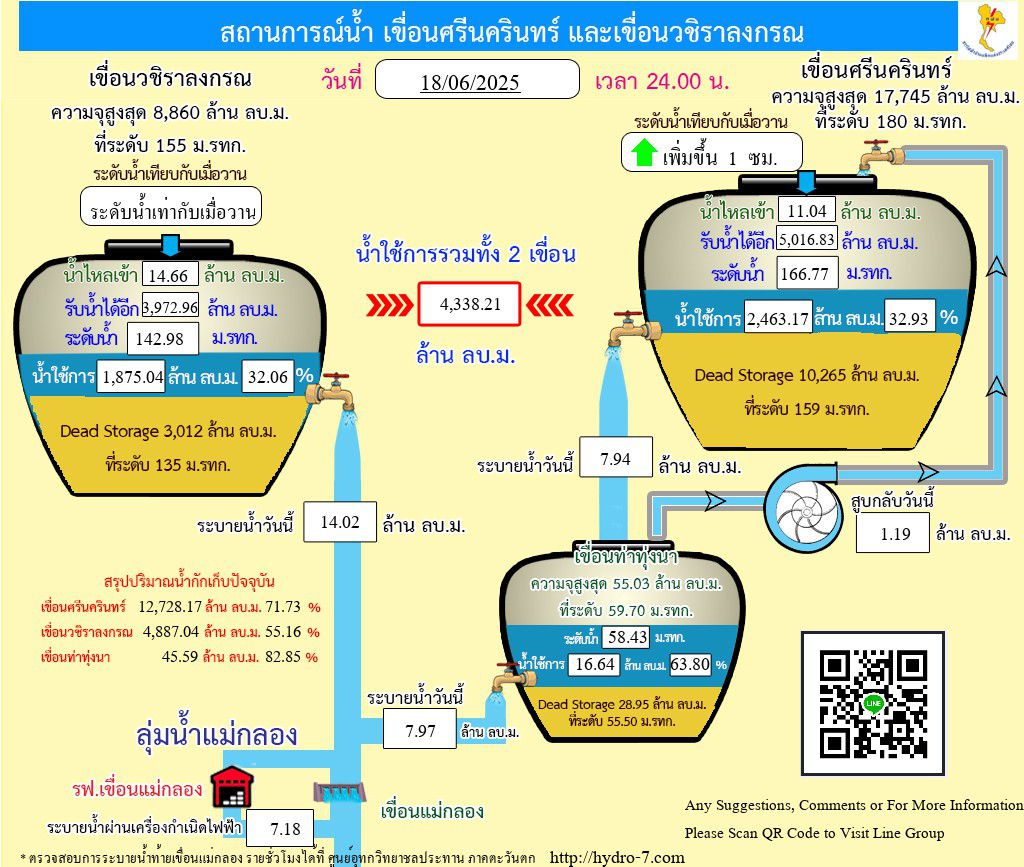 สถานการณ์น้ำ เขื่อนศรีนครินทร์ และเขื่อนวชิราลงกรณ
วันที่ 18/06/2025 เวลา 24.00 น.
เขื่อนวชิราลงกรณ
ความจุสูงสุด 8,860 ล้าน ลบ.ม.
ที่ระดับ 155 ม.รทก.
ระดับน้ำเทียบกับเมื่อวาน
ระดับน้ำเท่ากับเมื่อวาน
น้ำไหลเข้า 14.66 ล้าน ลบ.ม.
รับน้ำได้อีก 3,972.96 ล้าน ลบ.ม.
ระดับน้ำ 142.98 ม.รทก.
น้ำใช้การ 1,875.04 ล้าน ลบ.ม. 32.06 %
Dead Storage 3,012 ล้าน ลบ.ม.
ที่ระดับ 135 ม.รทก.
ระบายน้ำวันนี้ 14.02 ล้าน ลบ.ม.
น้ำใช้การรวมทั้ง 2 เขื่อน
4,338.21
ล้าน ลบ.ม.
เขื่อนศรีนครินทร์
ความจุสูงสุด 17,745 ล้าน ลบ.ม.
ที่ระดับ 180 ม.รทก.
ระดับน้ำเทียบกับเมื่อวาน
เพิ่มขึ้น 1 ซม.
น้ำไหลเข้า 11.04 ล้าน ลบ.ม.
รับน้ำได้อีก 5,016.83 ล้าน ลบ.ม.
ระดับน้ำ 166.77 ม.รทก.
น้ำใช้การ 2,463.17 ล้าน ลบ.ม. 32.93 %
Dead Storage 10,265 ล้าน ลบ.ม.
ที่ระดับ 159 ม.รทก.
ระบายน้ำวันนี้ 7.94 ล้าน ลบ.ม.
สูบกลับวันนี้
1.19 ล้าน ลบ.ม.
เขื่อนท่าทุ่งนา
ความจุสูงสุด 55.03 ล้าน ลบ.ม.
ที่ระดับ 59.70 ม.รทก.
ระดับน้ำ 58.43 ม.รทก.
น้ำใช้การ 16.64 ล้าน ลบ.ม. 63.80 %
Dead Storage 28.95 ล้าน ลบ.ม.
ที่ระดับ 55.50 ม.รทก.
ระบายน้ำวันนี้
7.97 ล้าน ลบ.ม.
สรุปปริมาณน้ำกักเก็บปัจจุบัน
เขื่อนศรีนครินทร์ 12,728.17 ล้าน ลบ.ม. 71.73 %
เขื่อนวชิราลงกรณ 4,887.04 ล้าน ลบ.ม. 55.16 %
เขื่อนท่าทุ่งนา 45.59 ล้าน ลบ.ม. 82.85 %
ลุ่มน้ำแม่กลอง
รฟ.เขื่อนแม่กลอง
เขื่อนแม่กลอง
ระบายน้ำผ่านเครื่องกำเนิดไฟฟ้า 7.18
LINE
Any Suggestions, Comments or For More Information
Please Scan QR Code to Visit Line Group
* ตรวจสอบการระบายน้ำท้ายเขื่อนแม่กลอง รายชั่วโมงได้ที่ ศูนย์อุทกวิทยาชลประทาน ภาคตะวันตก http://hydro-7.com/